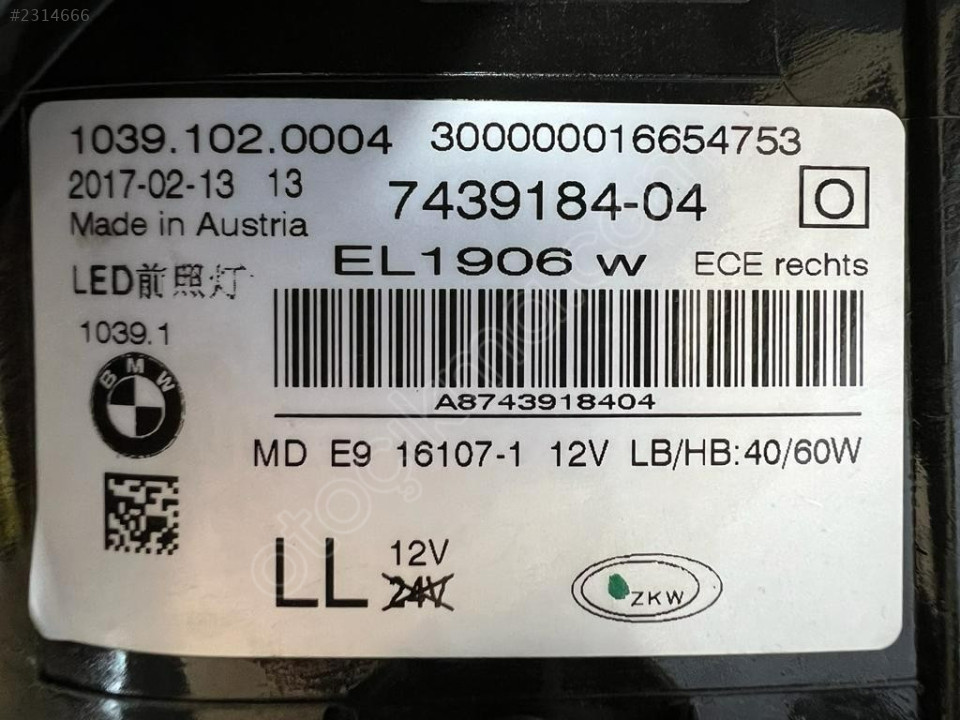 #2314666
1039.102.0004 300000016654753
2017-02-13 13 7439184-04 O
Made in Austria
EL1906 W ECE rechts
LED前照灯
1039.1
BMW
A8743918404
MD E9 16107-1 12V LB/HB:40/60W
LL 12V
24V
ZKW
otoçıkma.com